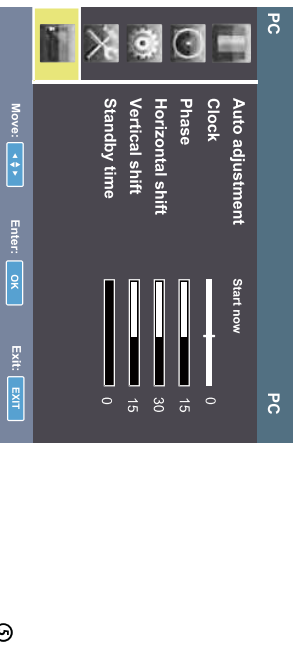 PC PC
Auto adjustment Start now
Clock 0
Phase 15
Horizontal shift 30
Vertical shift 15
Standby time 0
Move: Enter: OK Exit: EXIT
5